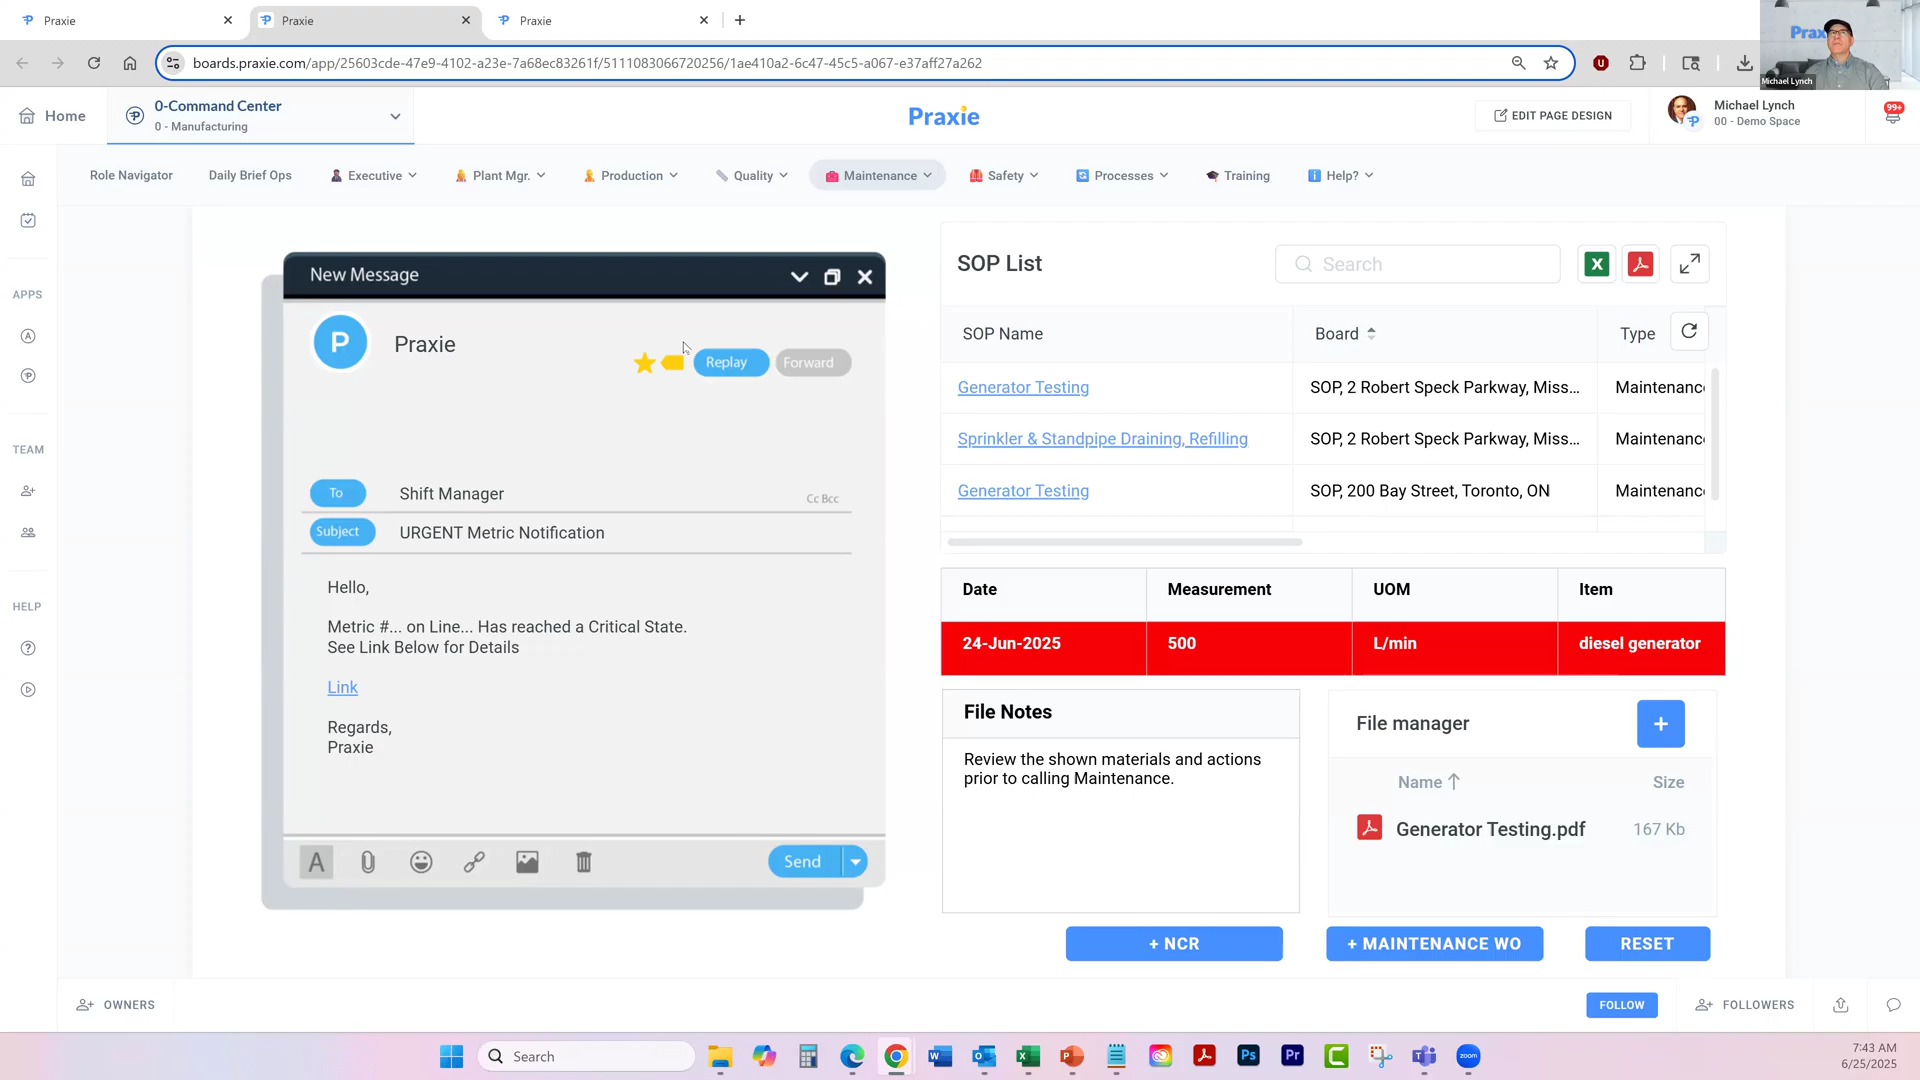 Praxie
Praxie
Praxie
boards.praxie.com/app/25603cde-47e9-4102-a23e-7a68ec83261f/5111083066720256/1ae410a2-6c47-45c5-a067-e37aff27a262
Michael Lynch
Home
0-Command Center
0 - Manufacturing
Praxie
EDIT PAGE DESIGN
Michael Lynch
00 - Demo Space
99+
Role Navigator
Daily Brief Ops
Executive
Plant Mgr.
Production
Quality
Maintenance
Safety
Processes
Training
Help?
APPS
TEAM
HELP
New Message
P
Praxie
Replay
Forward
To
Shift Manager
Cc Bcc
Subject
URGENT Metric Notification
Hello,
Metric #... on Line... Has reached a Critical State.
See Link Below for Details
Link
Regards,
Praxie
A
Send
SOP List
Search
SOP Name
Board
Type
Generator Testing
SOP, 2 Robert Speck Parkway, Miss...
Maintenanc
Sprinkler & Standpipe Draining, Refilling
SOP, 2 Robert Speck Parkway, Miss...
Maintenanc
Generator Testing
SOP, 200 Bay Street, Toronto, ON
Maintenanc
Date
Measurement
UOM
Item
24-Jun-2025
500
L/min
diesel generator
File Notes
Review the shown materials and actions
prior to calling Maintenance.
File manager
+
Name
Size
Generator Testing.pdf
167 Kb
+ NCR
+ MAINTENANCE WO
RESET
OWNERS
FOLLOW
FOLLOWERS
Search
Ps
Pr
zoom
7:43 AM
6/25/2025